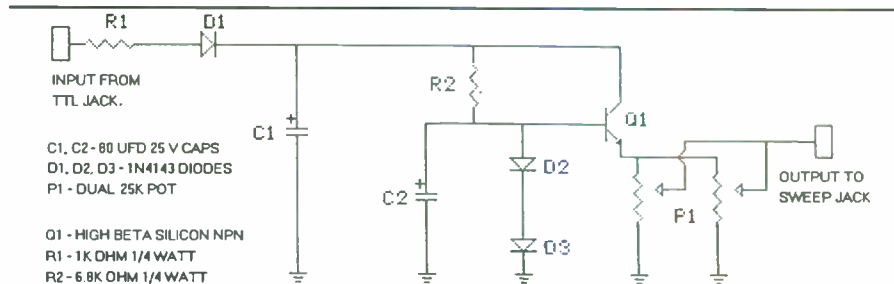 R1
D1
INPUT FROM
TTL JACK.
R2
C1
Q1
C1, C2 - 80 UFD 25 V CAPS
D1, D2, D3 - 1N4143 DIODES
P1 - DUAL 25K POT
D2
C2
OUTPUT TO
SWEEP JACK
P1
Q1 - HIGH BETA SILICON NPN
R1 - 1K OHM 1/4 WATT
R2 - 6.8K OHM 1/4 WATT
D3